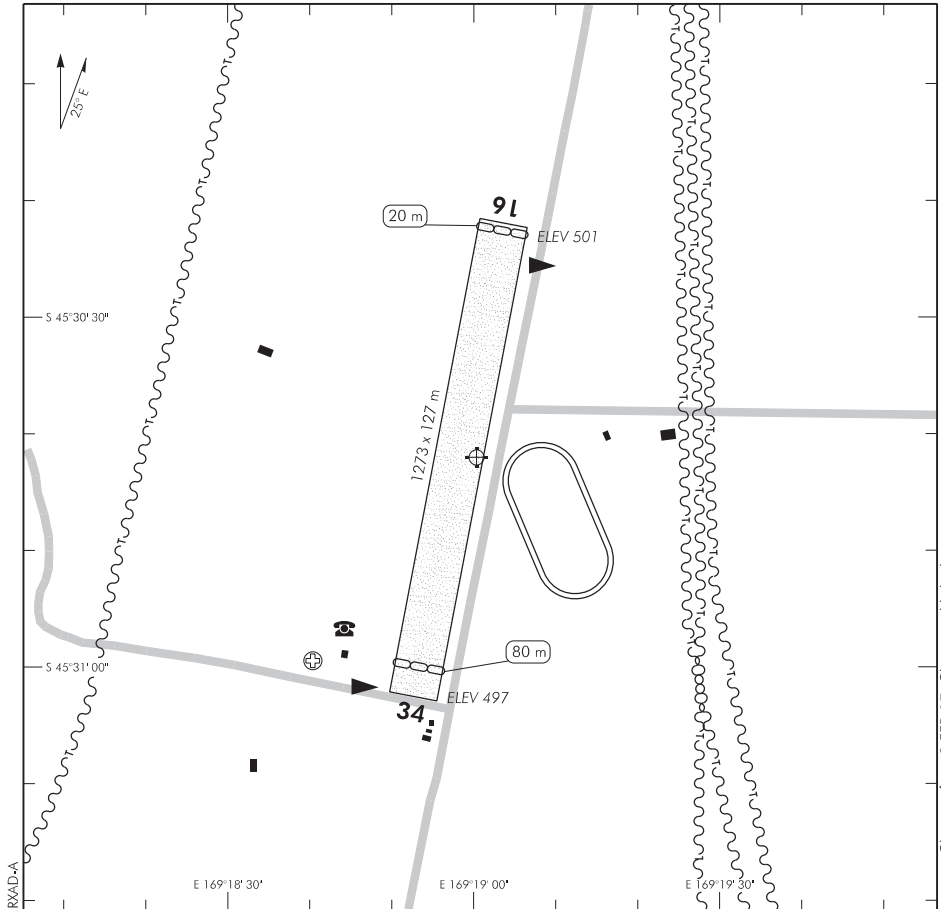 25° E
16
20 m
ELEV 501
S 45°30' 30"
1273 x 127 m
80 m
S 45°31' 00"
ELEV 497
34
RXAD-A
E 169°18' 30"
E 169°19' 00"
E 169°19' 30"